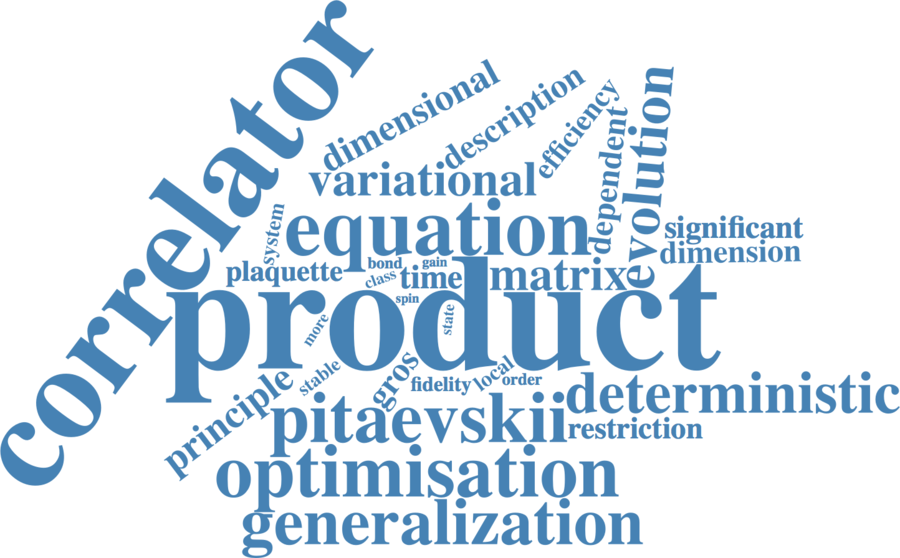 correlator
dimensional
description
efficiency
dependent
evolution
variational
system
equation
significant
dimension
plaquette
bond
gain
class
time
matrix
spin
product
more
state
stable
gros
fidelity
local
order
principle
deterministic
pitaevskii
restriction
optimisation
generalization